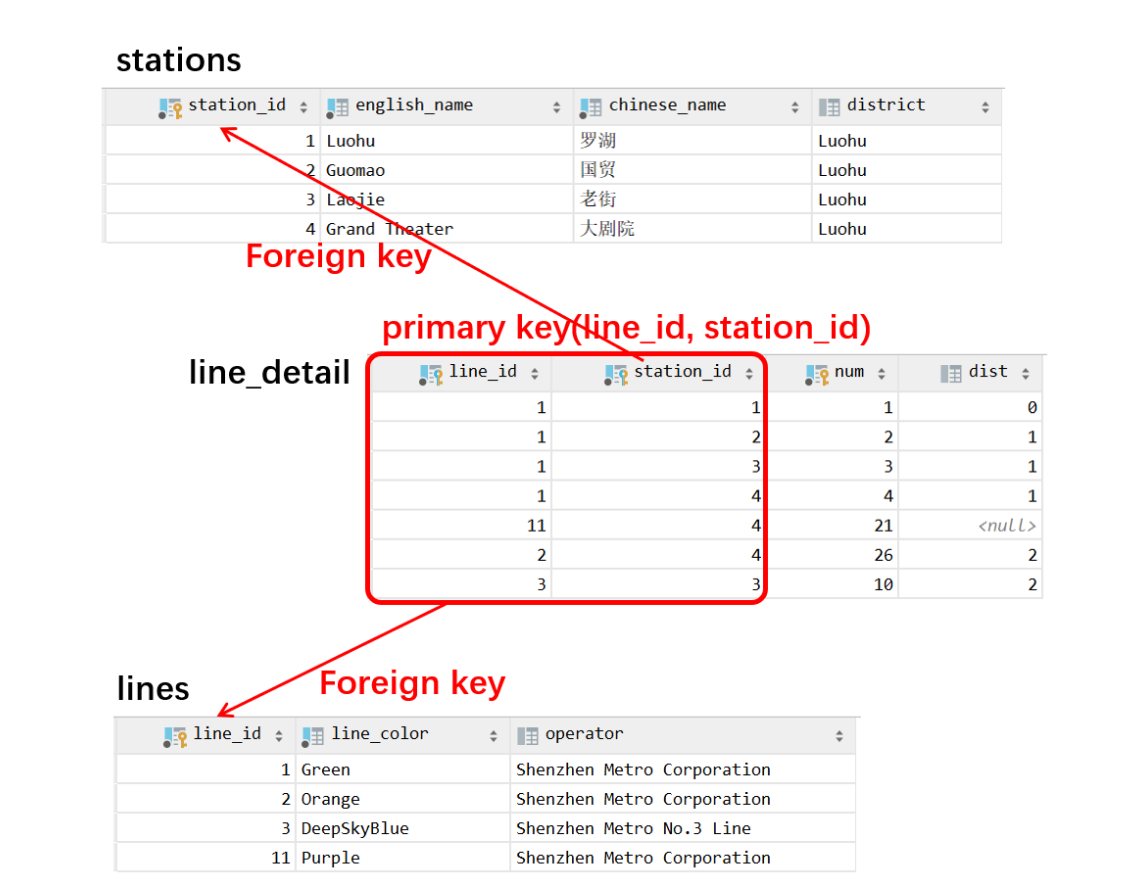 stations
station_id english_name chinese_name district
1 Luohu 罗湖 Luohu
2 Guomao 国贸 Luohu
3 Laojie 老街 Luohu
4 Grand Theater 大剧院 Luohu
Foreign key
primary key(line_id, station_id)
line_detail
line_id station_id num dist
1 1 1 0
1 2 2 1
1 3 3 1
1 4 4 1
11 4 21 <null>
2 4 26 2
3 3 10 2
Foreign key
lines
line_id line_color operator
1 Green Shenzhen Metro Corporation
2 Orange Shenzhen Metro Corporation
3 DeepSkyBlue Shenzhen Metro No.3 Line
11 Purple Shenzhen Metro Corporation